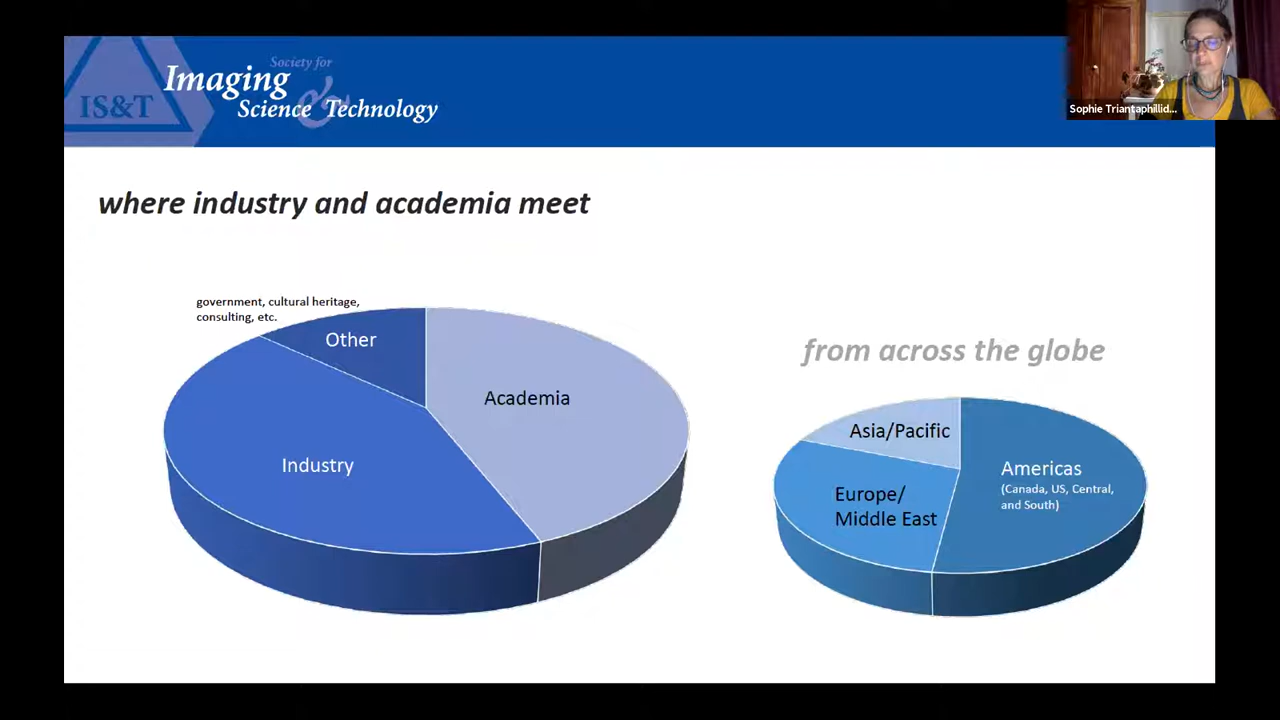 Society for
Imaging
Science & Technology
IS&T
Sophie Triantaphillid...
where industry and academia meet
government, cultural heritage,
consulting, etc.
Other
Academia
Industry
from across the globe
Asia/Pacific
Americas
(Canada, US, Central,
and South)
Europe/
Middle East